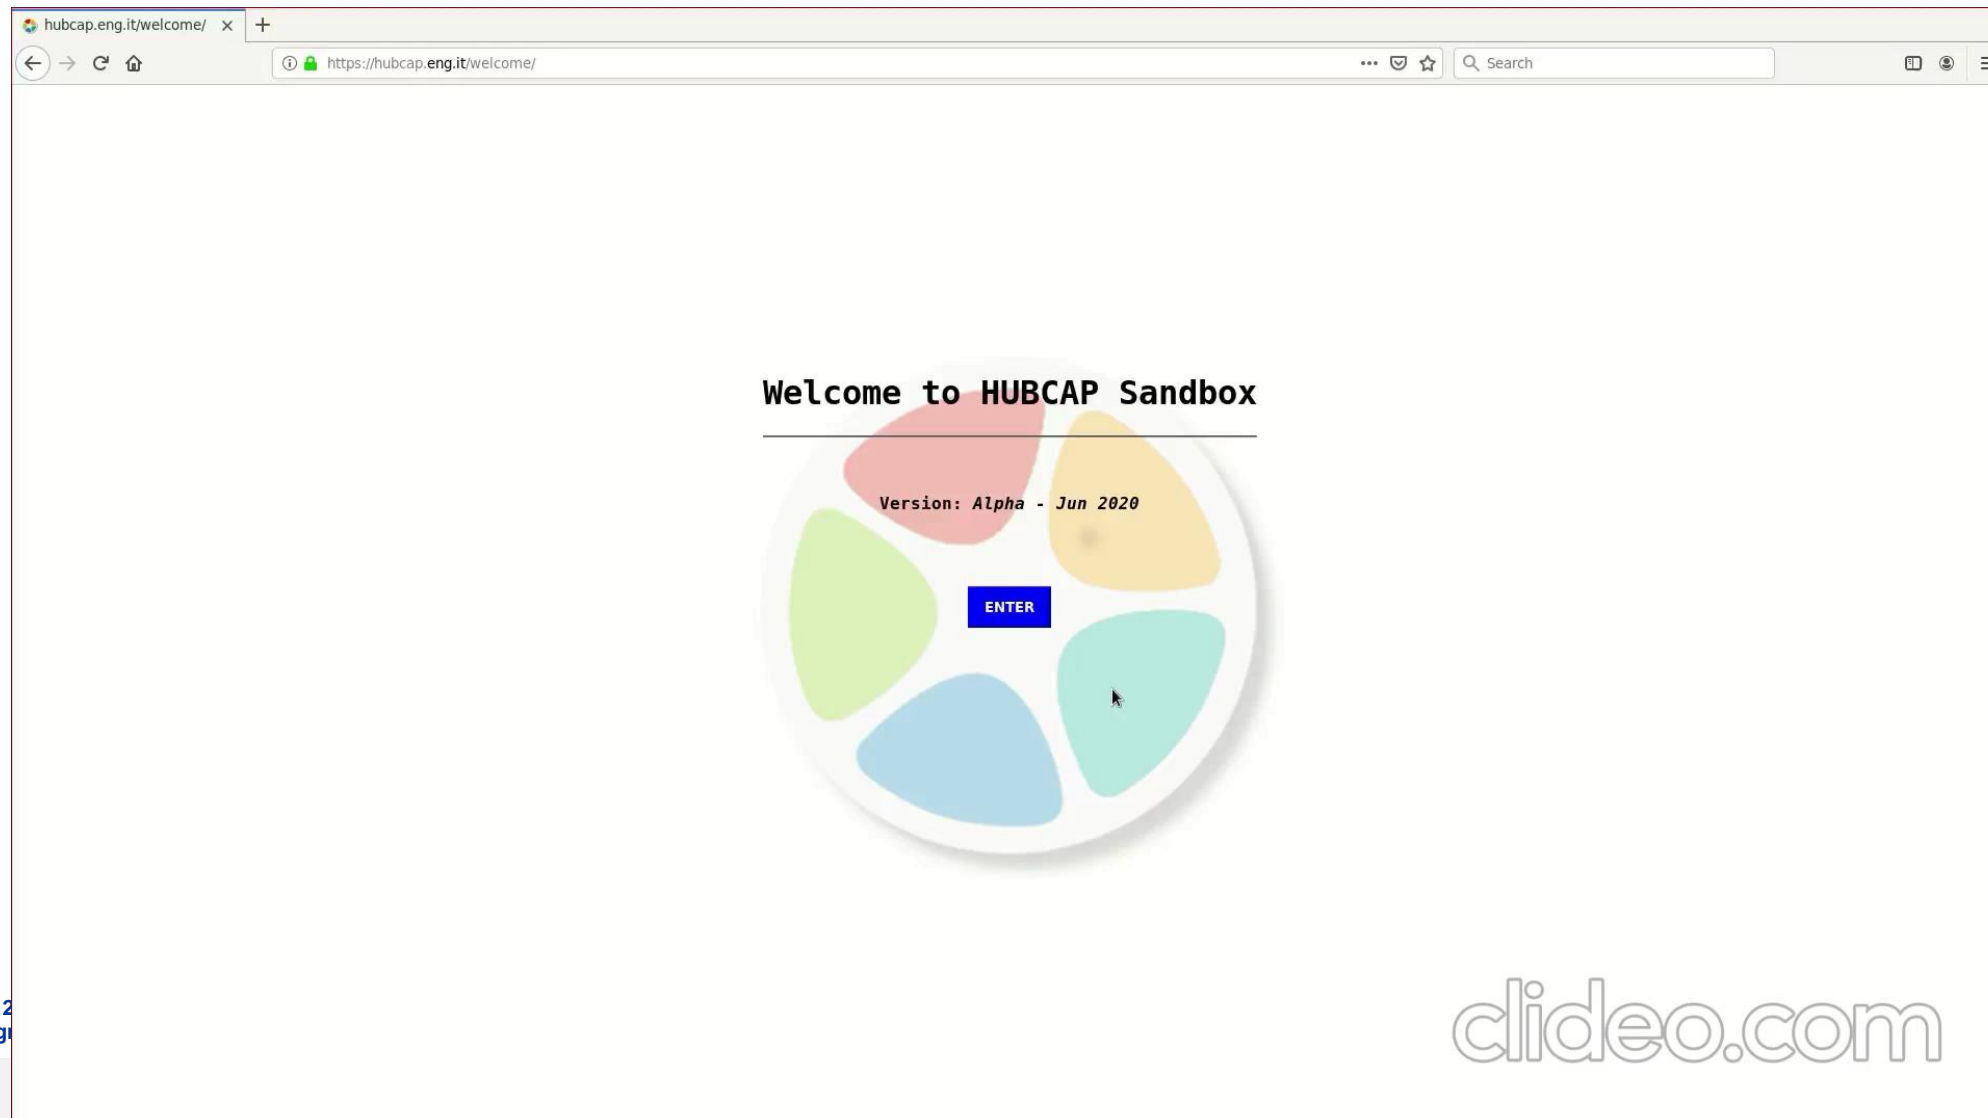 hubcap.eng.it/welcome/
https://hubcap.eng.it/welcome/
Search
Welcome to HUBCAP Sandbox
Version: Alpha - Jun 2020
ENTER
2
clideo.com